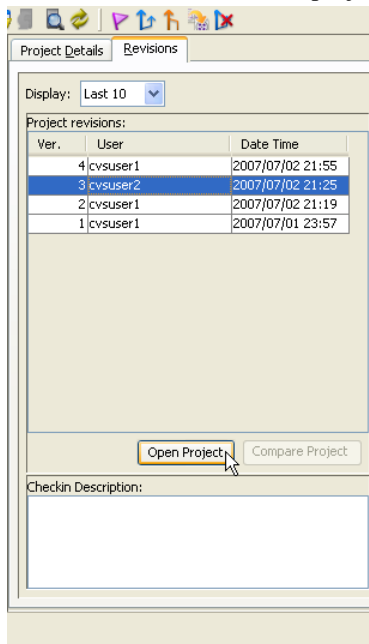 Project Details Revisions
Display: Last 10
Project revisions:
Ver. User Date Time
4 cvsuser1 2007/07/02 21:55
3 cvsuser2 2007/07/02 21:25
2 cvsuser1 2007/07/02 21:19
1 cvsuser1 2007/07/01 23:57
Open Project Compare Project
Checkin Description: